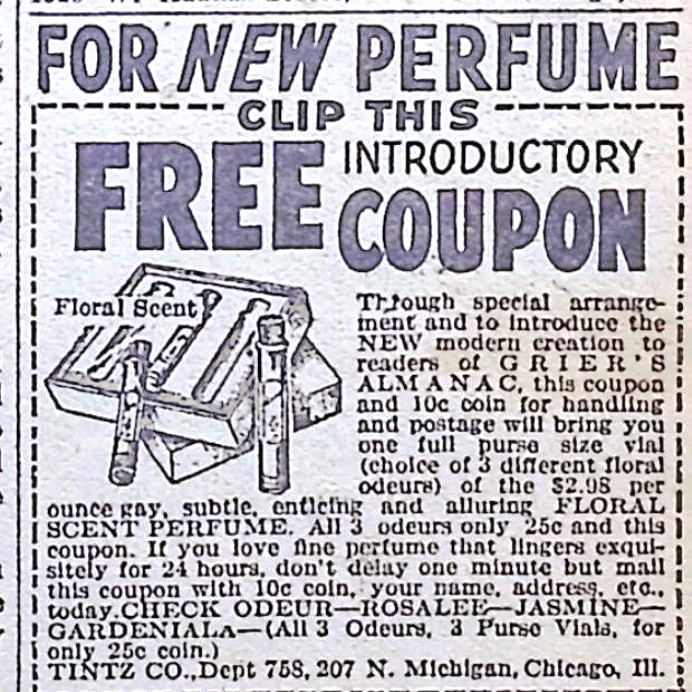 FOR NEW PERFUME
CLIP THIS
FREE INTRODUCTORY
COUPON
Floral Scent
Through special arrange-
ment and to introduce the
NEW modern creation to
readers of GRIER'S
ALMANAC, this coupon
and 10c coin for handling
and postage will bring you
one full purse size vial
(choice of 3 different floral
odeurs) of the $2.98 per
ounce gay, subtle, enticing and alluring FLORAL
SCENT PERFUME. All 3 odeurs only 25c and this
coupon. If you love fine perfume that lingers exqui-
sitely for 24 hours, don't delay one minute but mail
this coupon with 10c coin, your name, address, etc.,
today. CHECK ODEUR—ROSALEE—JASMINE—
GARDENIALA—(All 3 Odeurs, 3 Purse Vials, for
only 25c coin.)
TINTZ CO., Dept 758, 207 N. Michigan, Chicago, Ill.